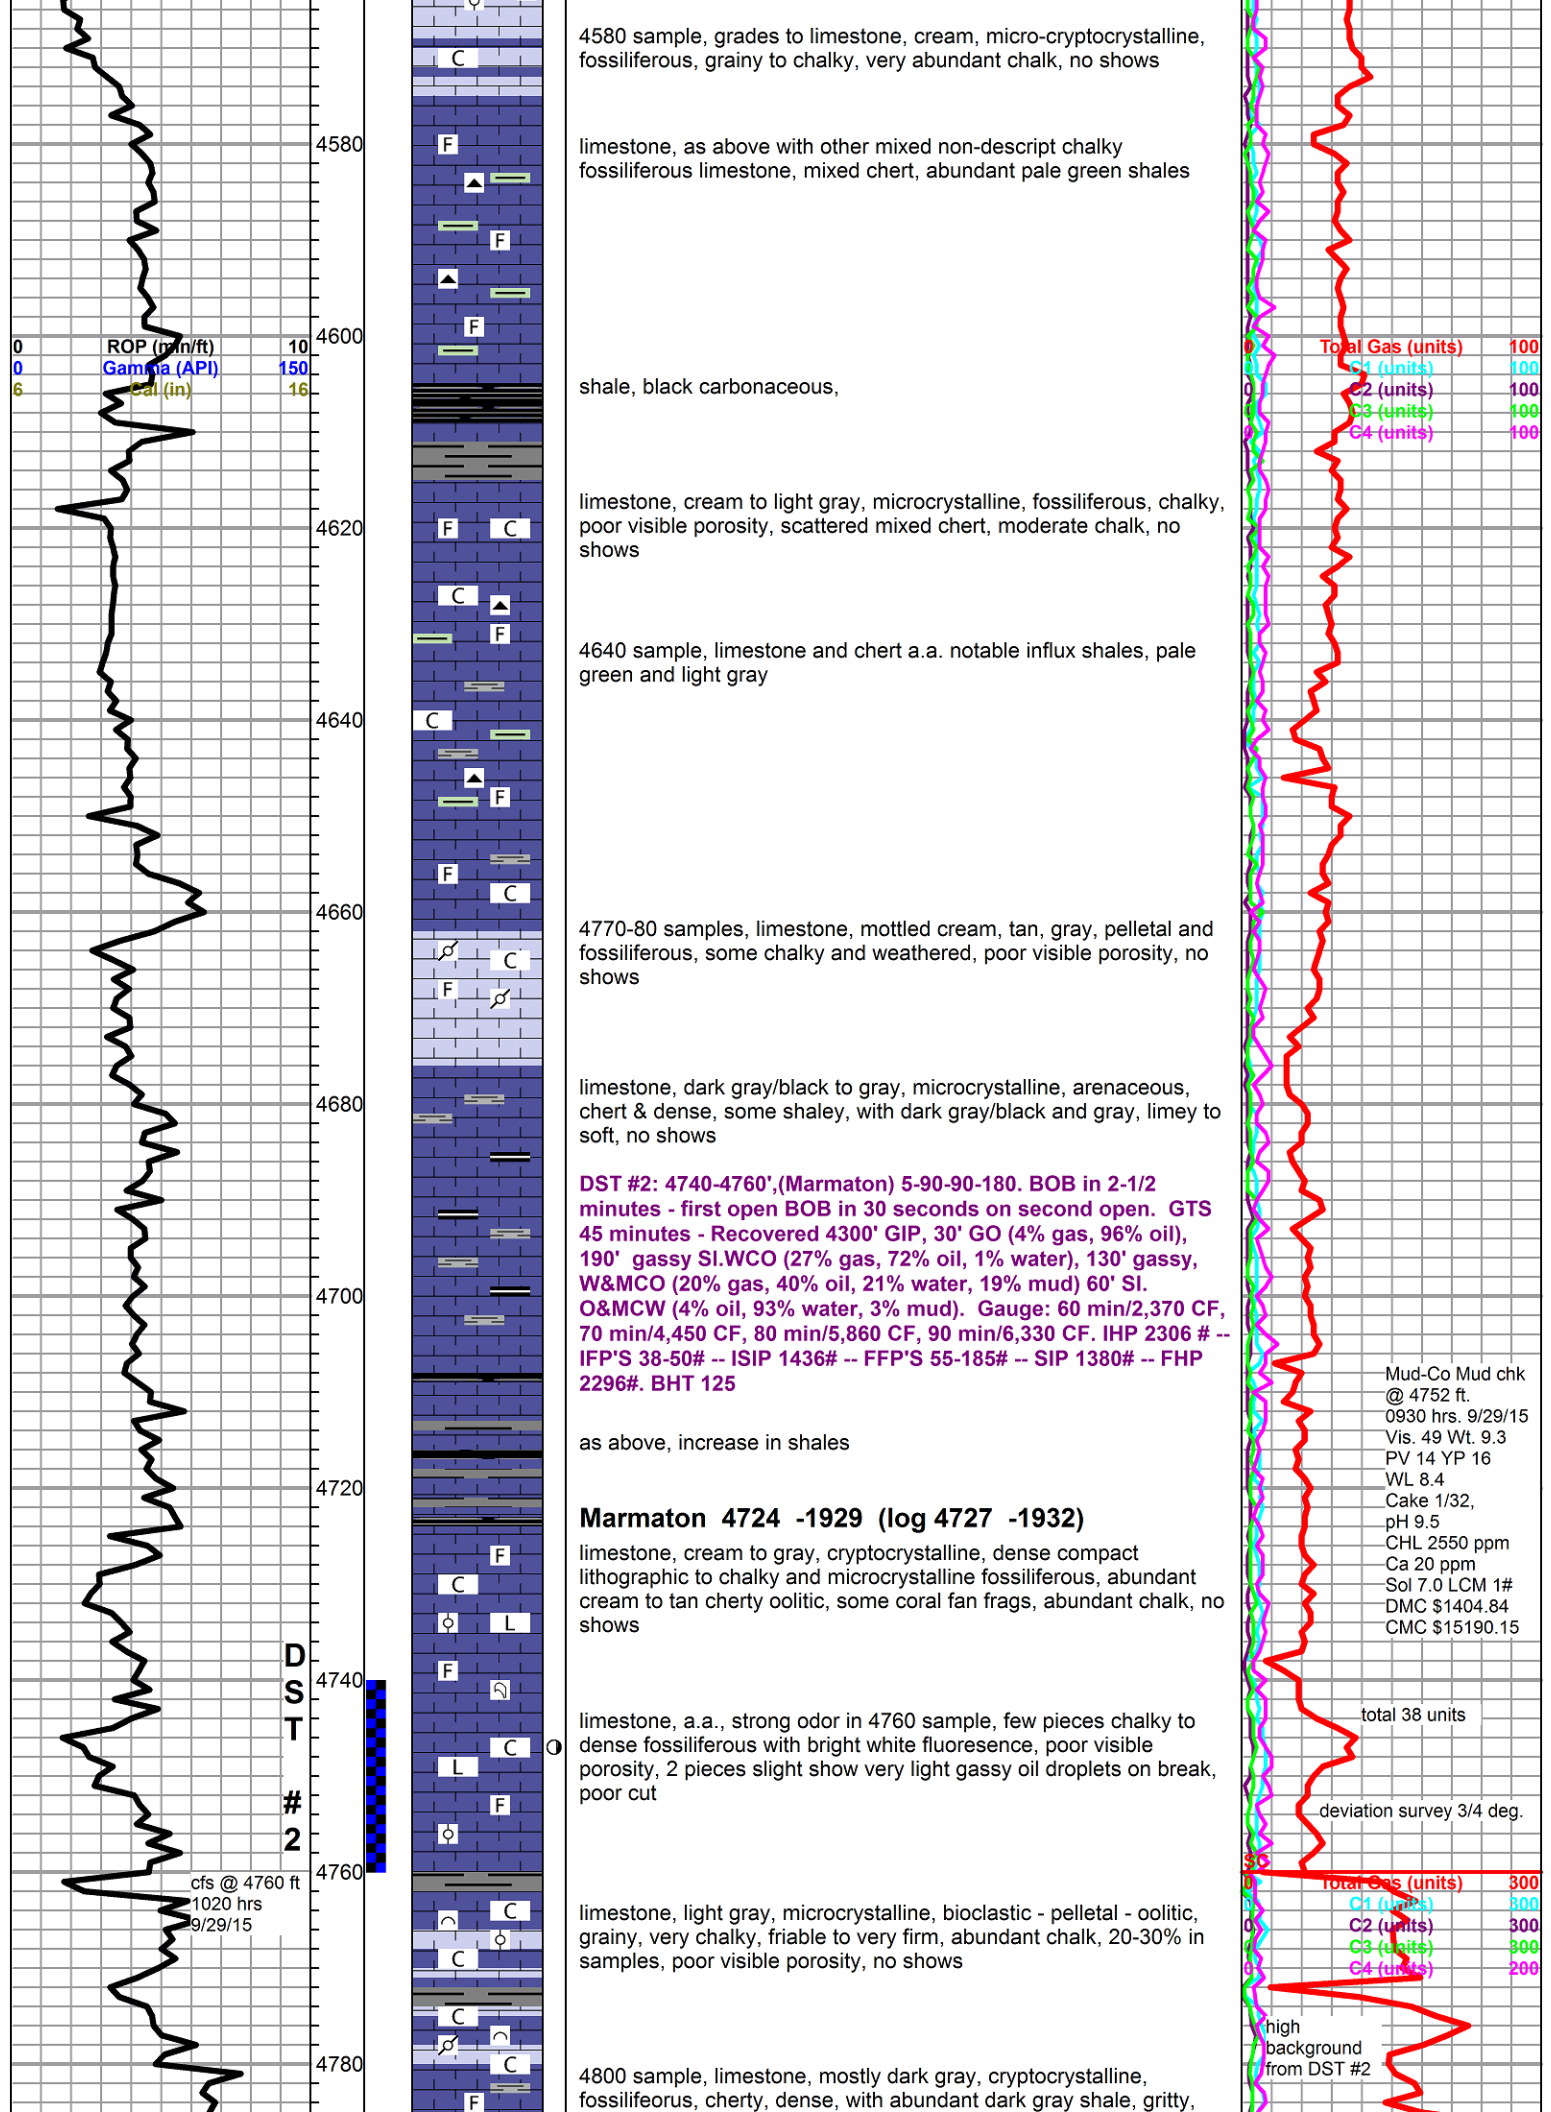 4580 sample, grades to limestone, cream, micro-cryptocrystalline,
fossiliferous, grainy to chalky, very abundant chalk, no shows
C
4580
F
limestone, as above with other mixed non-descript chalky
fossiliferous limestone, mixed chert, abundant pale green shales
F
F
4600
0 ROP (min/ft) 10
0 Gamma (API) 150
6 Cal (in) 16
0 Total Gas (units) 100
0 C1 (units) 100
0 C2 (units) 100
0 C3 (units) 100
0 C4 (units) 100
shale, black carbonaceous,
limestone, cream to light gray, microcrystalline, fossiliferous, chalky,
poor visible porosity, scattered mixed chert, moderate chalk, no
shows
4620
F C
C
F
4640 sample, limestone and chert a.a. notable influx shales, pale
green and light gray
4640
C
F
F
C
4660
4770-80 samples, limestone, mottled cream, tan, gray, pelletal and
fossiliferous, some chalky and weathered, poor visible porosity, no
shows
C
F
limestone, dark gray/black to gray, microcrystalline, arenaceous,
chert & dense, some shaley, with dark gray/black and gray, limey to
soft, no shows
4680
DST #2: 4740-4760',(Marmaton) 5-90-90-180. BOB in 2-1/2
minutes - first open BOB in 30 seconds on second open. GTS
45 minutes - Recovered 4300' GIP, 30' GO (4% gas, 96% oil),
190' gassy Sl.WCO (27% gas, 72% oil, 1% water), 130' gassy,
W&MCO (20% gas, 40% oil, 21% water, 19% mud) 60' Sl.
O&MCW (4% oil, 93% water, 3% mud). Gauge: 60 min/2,370 CF,
70 min/4,450 CF, 80 min/5,860 CF, 90 min/6,330 CF. IHP 2306 # --
IFP'S 38-50# -- ISIP 1436# -- FFP'S 55-185# -- SIP 1380# -- FHP
2296#. BHT 125
4700
Mud-Co Mud chk
@ 4752 ft.
0930 hrs. 9/29/15
Vis. 49 Wt. 9.3
PV 14 YP 16
WL 8.4
Cake 1/32,
pH 9.5
CHL 2550 ppm
Ca 20 ppm
Sol 7.0 LCM 1#
DMC $1404.84
CMC $15190.15
as above, increase in shales
4720
Marmaton 4724 -1929 (log 4727 -1932)
limestone, cream to gray, cryptocrystalline, dense compact
lithographic to chalky and microcrystalline fossiliferous, abundant
cream to tan cherty oolitic, some coral fan frags, abundant chalk, no
shows
F
C
L
F
DST #2
4740
total 38 units
limestone, a.a., strong odor in 4760 sample, few pieces chalky to
dense fossiliferous with bright white fluoresence, poor visible
porosity, 2 pieces slight show very light gassy oil droplets on break,
poor cut
C
L
F
deviation survey 3/4 deg.
4760
SC
cfs @ 4760 ft
1020 hrs
9/29/15
0 Total Gas (units) 300
0 C1 (units) 300
0 C2 (units) 300
0 C3 (units) 300
0 C4 (units) 200
limestone, light gray, microcrystalline, bioclastic - pelletal - oolitic,
grainy, very chalky, friable to very firm, abundant chalk, 20-30% in
samples, poor visible porosity, no shows
C
C
C
C
high
background
from DST #2
4780
4800 sample, limestone, mostly dark gray, cryptocrystalline,
fossilifeorus, cherty, dense, with abundant dark gray shale, gritty,
F